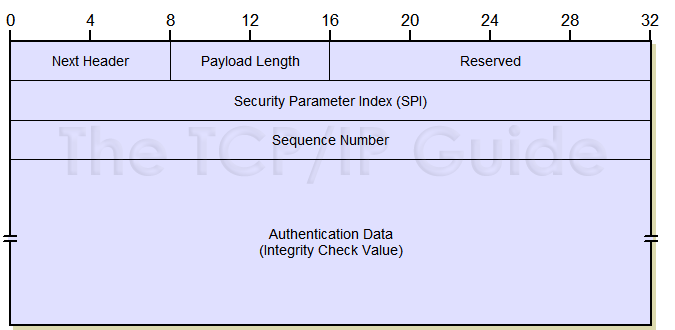 0 4 8 12 16 20 24 28 32
Next Header Payload Length Reserved
Security Parameter Index (SPI)
Sequence Number
The TCP/IP Guide
Authentication Data
(Integrity Check Value)